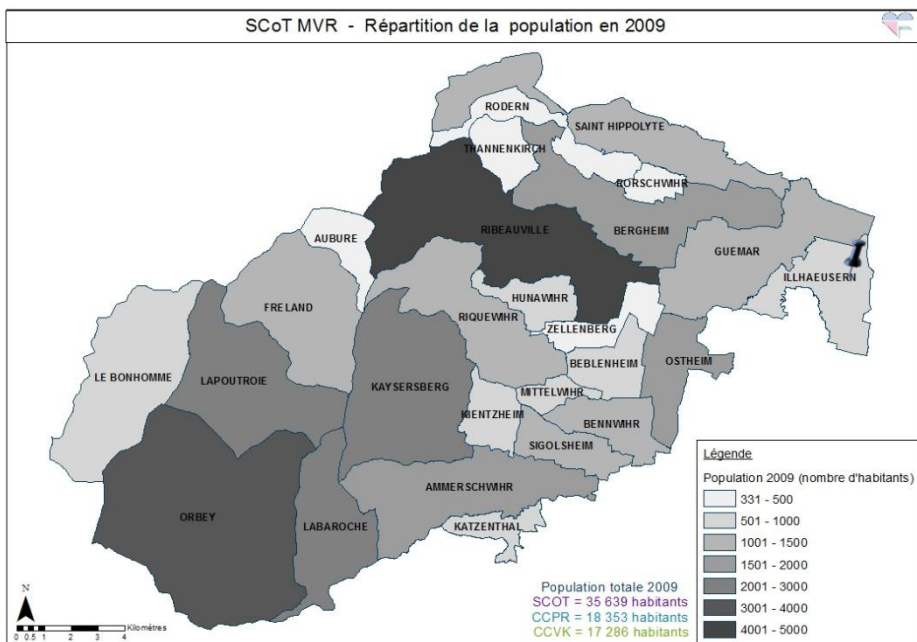 SCoT MVR - Répartition de la population en 2009
RODERN
SAINT HIPPOLYTE
THANNENKIRCH
RORSCHWIHR
RIBEAUVILLE
BERGHEIM
AUBURE
GUEMAR
ILLHAEUSERN
HUNAWIHR
FRELAND
RIQUEWIHR
ZELLENBERG
OSTHEIM
BEBLENHEIM
LE BONHOMME
LAPOUTROIE
KAYSERSBERG
MITTELWIHR
KIENTZHEIM
BENNWIHR
SIGOLSHEIM
AMMERSCHWIHR
ORBEY
LABAROCHE
KATZENTHAL
Légende
Population 2009 (nombre d'habitants)
331 - 500
501 - 1000
1001 - 1500
1501 - 2000
2001 - 3000
3001 - 4000
4001 - 5000
Population totale 2009
SCOT = 35 639 habitants
CCPR = 18 353 habitants
CCVK = 17 286 habitants
N
Kilomètres
0 0.5 1 2 3 4